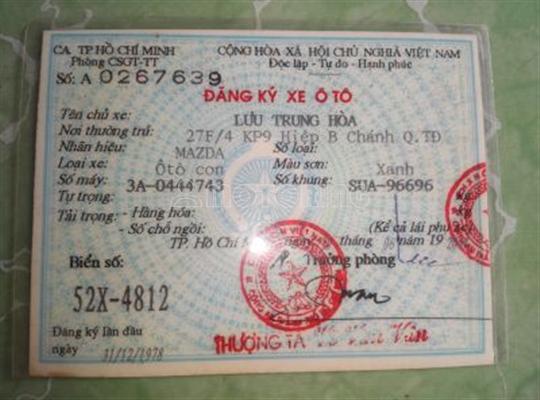 CA. TP HỒ CHÍ MINH CỘNG HÒA XÃ HỘI CHỦ NGHĨA VIỆT NAM
Phòng CSGT-TT Độc lập - Tự do - Hạnh phúc
Số: A 0267639
ĐĂNG KÝ XE Ô TÔ
Tên chủ xe: LƯU TRUNG HÒA
Nơi thường trú: 27F/4 KP9 Hiệp B Chánh Q.TĐ
Nhãn hiệu: MAZDA Số loại:
Loại xe: Ôtô con Màu sơn: Xanh
Số máy: 3A-0444743 Số khung: SUA-96696
Tự trọng: kg
Tải trọng: - Hàng hóa: kg
- Số chỗ ngồi: (Kể cả lái phụ xe)
TP. Hồ Chí ngày tháng năm 19
Biển số: Trưởng phòng
52X-4812
Đăng ký lần đầu
ngày 31/12/1978 THƯỢNG TÁ Văn